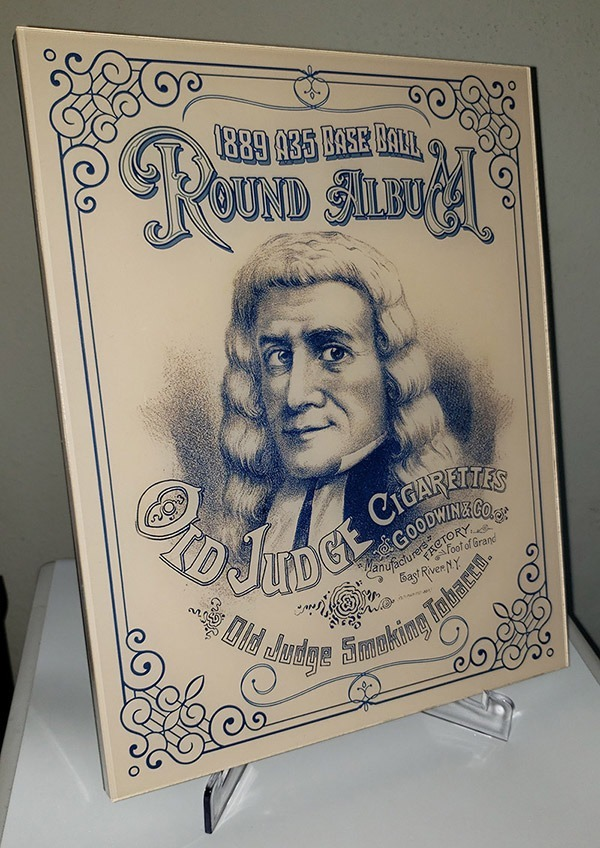 1889 A35 BASE BALL
ROUND ALBUM
OLD JUDGE CIGARETTES
GOODWIN & CO.
Manufacturers.
FACTORY:
Foot of Grand
East River N.Y.
Old Judge Smoking Tobacco.